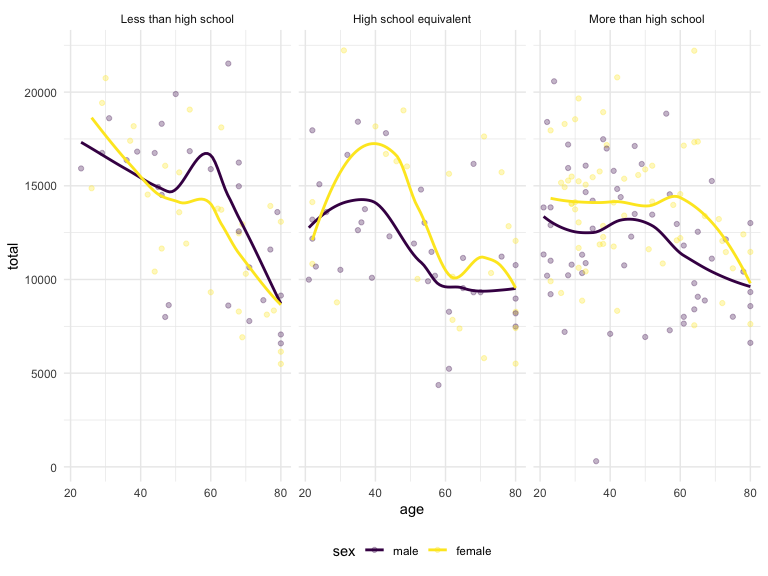 Less than high school High school equivalent More than high school
20000
15000
10000
5000
0
total
20 40 60 80 20 40 60 80 20 40 60 80
age
sex male female